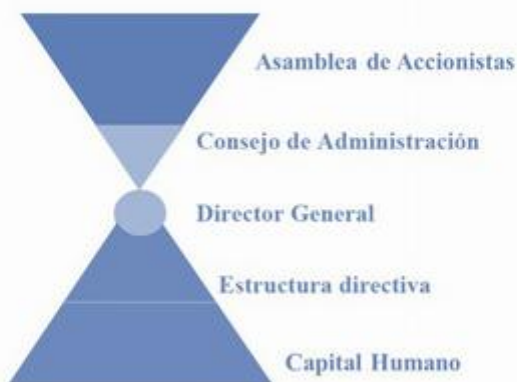 Asamblea de Accionistas
Consejo de Administración
Director General
Estructura directiva
Capital Humano